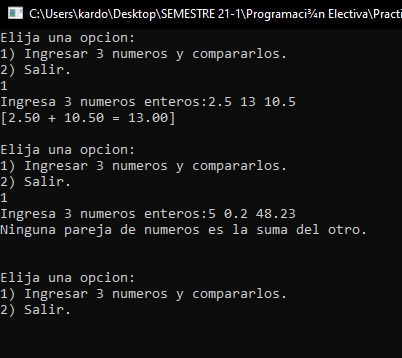 C:\Users\kardo\Desktop\SEMESTRE 21-1\Programaci¾n Electiva\Practi
Elija una opcion:
1) Ingresar 3 numeros y compararlos.
2) Salir.
1
Ingresa 3 numeros enteros:2.5 13 10.5
[2.50 + 10.50 = 13.00]
Elija una opcion:
1) Ingresar 3 numeros y compararlos.
2) Salir.
1
Ingresa 3 numeros enteros:5 0.2 48.23
Ninguna pareja de numeros es la suma del otro.
Elija una opcion:
1) Ingresar 3 numeros y compararlos.
2) Salir.